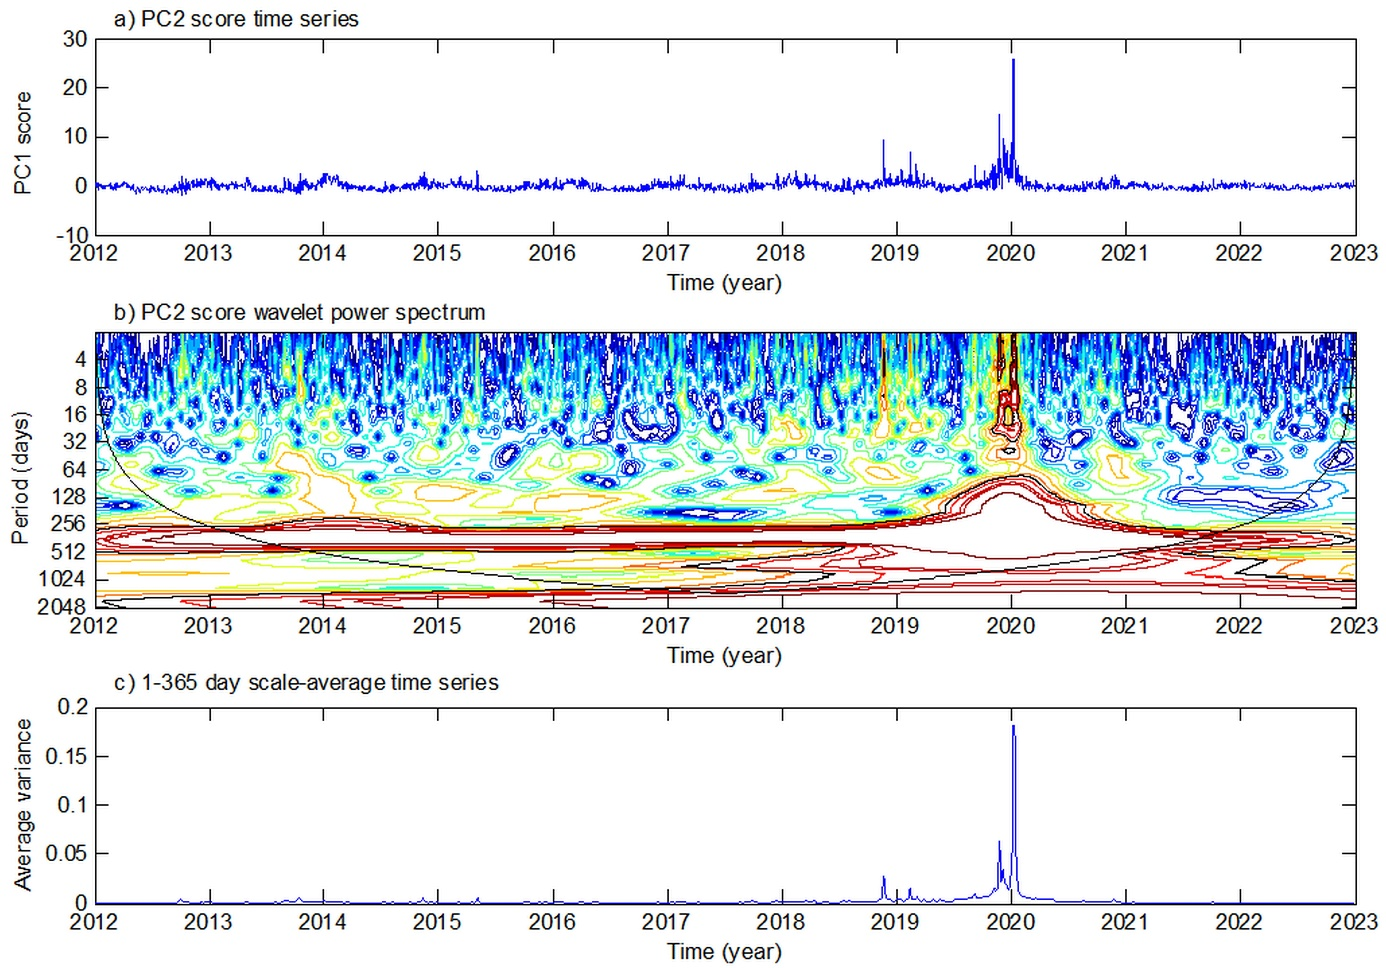 a) PC2 score time series
30
20
10
0
-10
PC1 score
2012 2013 2014 2015 2016 2017 2018 2019 2020 2021 2022 2023
Time (year)
b) PC2 score wavelet power spectrum
4
8
16
32
64
128
256
512
1024
2048
Period (days)
2012 2013 2014 2015 2016 2017 2018 2019 2020 2021 2022 2023
Time (year)
c) 1-365 day scale-average time series
0.2
0.15
0.1
0.05
0
Average variance
2012 2013 2014 2015 2016 2017 2018 2019 2020 2021 2022 2023
Time (year)